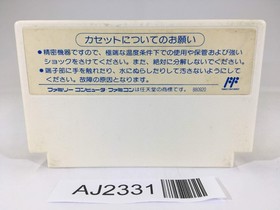 カセットについてのお願い
●精密機器ですので、極端な温度条件下での使用や保管および強い
ショックをさけてください。また、絶対に分解しないでください。
●端子部に手を触れたり、水にぬらしたりして汚さないようにして
ください。故障の原因となります。
ファミリーコンピュータ・ファミコンは任天堂の商標です。
AJ2331